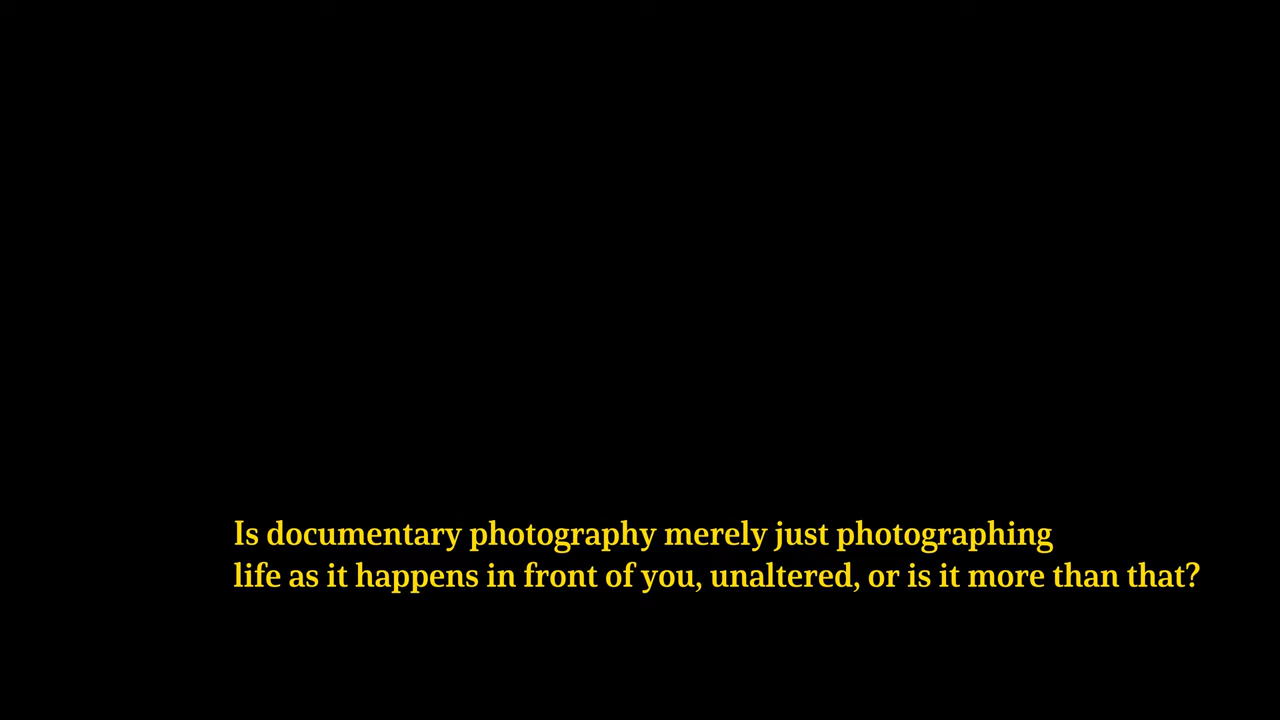 Is documentary photography merely just photographing
life as it happens in front of you, unaltered, or is it more than that?